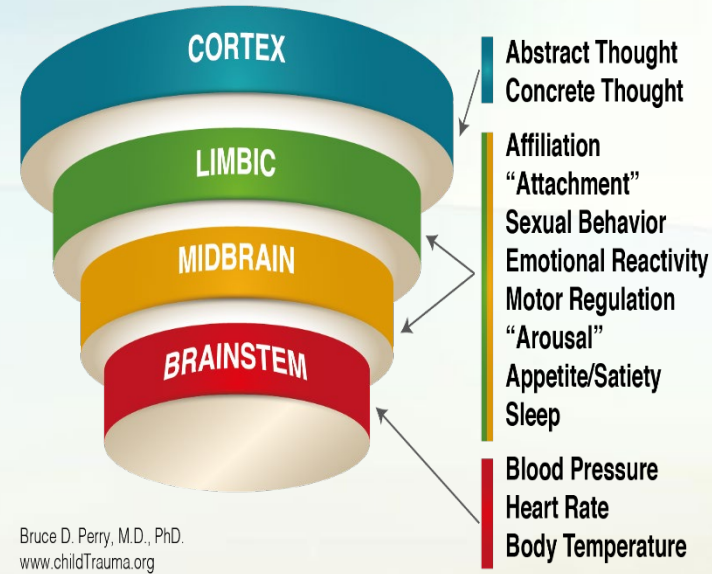 CORTEX
LIMBIC
MIDBRAIN
BRAINSTEM
Abstract Thought
Concrete Thought
Affiliation
“Attachment”
Sexual Behavior
Emotional Reactivity
Motor Regulation
“Arousal”
Appetite/Satiety
Sleep
Blood Pressure
Heart Rate
Body Temperature
Bruce D. Perry, M.D., PhD.
www.childTrauma.org